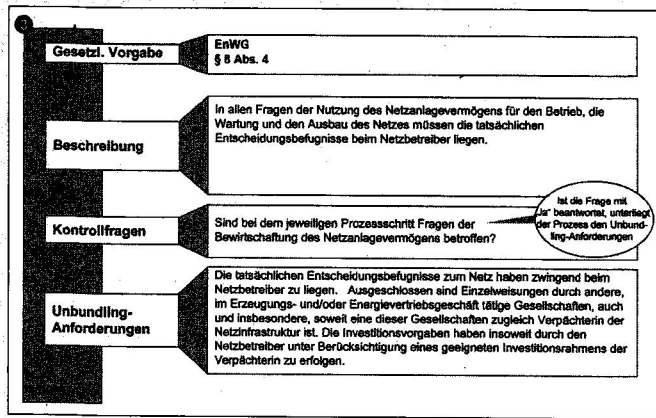 Gesetzl. Vorgabe
EnWG
§ 8 Abs. 4
Beschreibung
In allen Fragen der Nutzung des Netzanlagevermögens für den Betrieb, die
Wartung und den Ausbau des Netzes müssen die tatsächlichen
Entscheidungsbefugnisse beim Netzbetreiber liegen.
Kontrollfragen
Sind bei dem jeweiligen Prozessschritt Fragen der
Bewirtschaftung des Netzanlagevermögens betroffen?
Ist die Frage mit
„Ja“ beantwortet, unterliegt
der Prozess den Unbund-
ling-Anforderungen
Unbundling-
Anforderungen
Die tatsächlichen Entscheidungsbefugnisse zum Netz haben zwingend beim
Netzbetreiber zu liegen. Ausgeschlossen sind Einzelweisungen durch andere,
im Erzeugungs- und/oder Energievertriebsgeschäft tätige Gesellschaften, auch
und insbesondere, soweit eine dieser Gesellschaften zugleich Verpächterin der
Netzinfrastruktur ist. Die Investitionsvorgaben haben insoweit durch den
Netzbetreiber unter Berücksichtigung eines geeigneten Investitionsrahmens der
Verpächterin zu erfolgen.